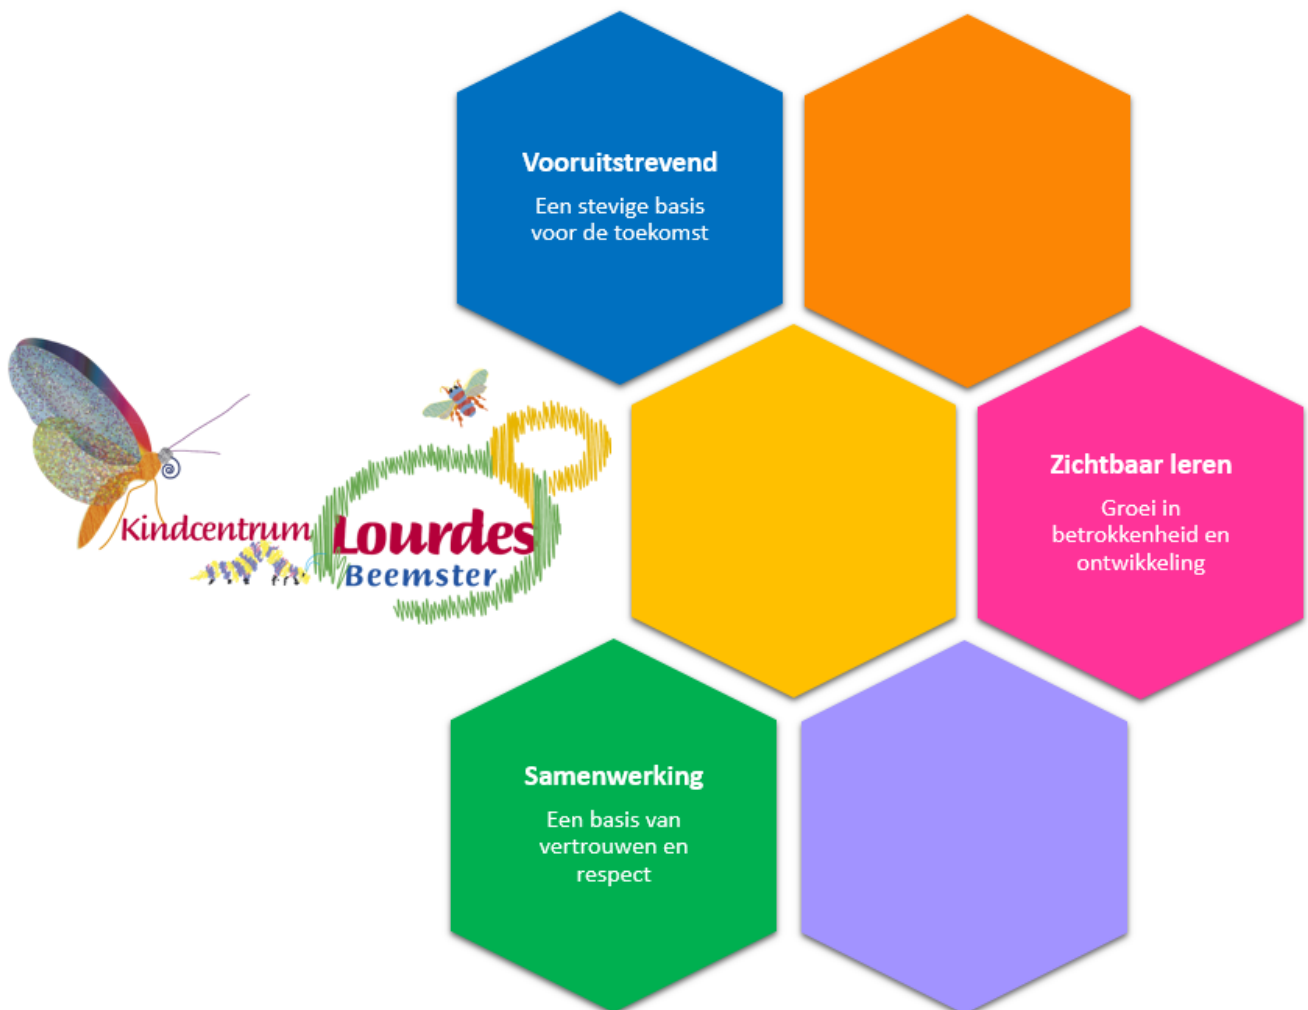 Vooruitstrevend
Een stevige basis
voor de toekomst
Kindcentrum Lourdes
Beemster
Zichtbaar leren
Groei in
betrokkenheid en
ontwikkeling
Samenwerking
Een basis van
vertrouwen en
respect